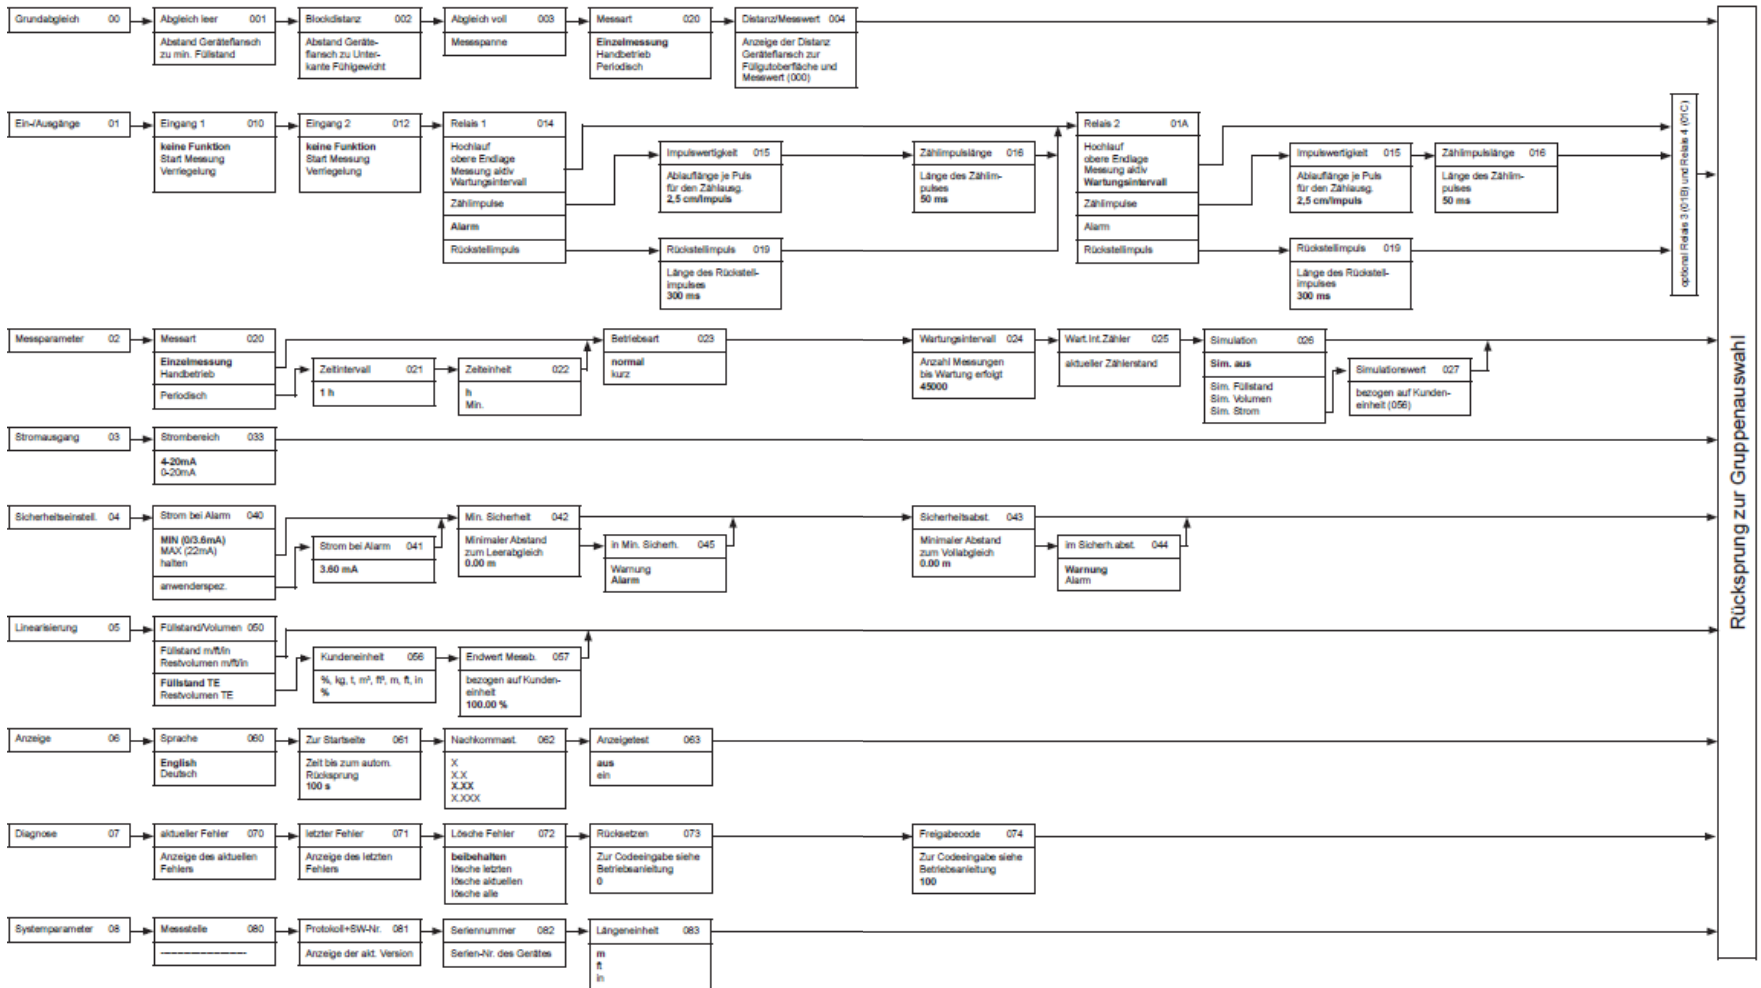 Grundabgleich 00
Abgleich leer 001
Abstand Geräteflansch
zu min. Füllstand
Blockdistanz 002
Abstand Geräte-
flansch zu Unter-
kante Fühlgewicht
Abgleich voll 003
Messspanne
Messart 020
Einzelmessung
Handbetrieb
Periodisch
Distanz/Messwert 004
Anzeige der Distanz
Geräteflansch zur
Füllgutoberfläche und
Messwert (000)
Ein-/Ausgänge 01
Eingang 1 010
keine Funktion
Start Messung
Verriegelung
Eingang 2 012
keine Funktion
Start Messung
Verriegelung
Relais 1 014
Hochlauf
obere Endlage
Messung aktiv
Wartungsintervall
Zählimpulse
Alarm
Rückstellimpuls
Impulswertigkeit 015
Ablauflänge je Puls
für den Zählausg.
2,5 cm/Impuls
Zählimpulslänge 016
Länge des Zählim-
pulses
50 ms
Rückstellimpuls 019
Länge des Rückstell-
impulses
300 ms
Relais 2 01A
Hochlauf
obere Endlage
Messung aktiv
Wartungsintervall
Zählimpulse
Alarm
Rückstellimpuls
Impulswertigkeit 015
Ablauflänge je Puls
für den Zählausg.
2,5 cm/Impuls
Zählimpulslänge 016
Länge des Zählim-
pulses
50 ms
Rückstellimpuls 019
Länge des Rückstell-
impulses
300 ms
optional Relais 3 (01B) und Relais 4 (01C)
Messparameter 02
Messart 020
Einzelmessung
Handbetrieb
Periodisch
Zeitintervall 021
1 h
Zeiteinheit 022
h
Min.
Betriebsart 023
normal
kurz
Wartungsintervall 024
Anzahl Messungen
bis Wartung erfolgt
45000
Wart.Int.Zähler 025
aktueller Zählerstand
Simulation 026
Sim. aus
Sim. Füllstand
Sim. Volumen
Sim. Strom
Simulationswert 027
bezogen auf Kunden-
einheit (056)
Stromausgang 03
Strombereich 033
4-20mA
0-20mA
Sicherheitseinstell. 04
Strom bei Alarm 040
MIN (0/3.6mA)
MAX (22mA)
halten
anwenderspez.
Strom bei Alarm 041
3.60 mA
Min. Sicherheit 042
Minimaler Abstand
zum Leerabgleich
0.00 m
in Min. Sicherh. 045
Warnung
Alarm
Sicherheitsabst. 043
Minimaler Abstand
zum Vollabgleich
0.00 m
im Sicherh.abst. 044
Warnung
Alarm
Linearisierung 05
Füllstand/Volumen 050
Füllstand m/ft/in
Restvolumen m/ft/in
Füllstand TE
Restvolumen TE
Kundeneinheit 056
%, kg, t, m³, ft³, m, ft, in
%
Endwert Messb. 057
bezogen auf Kunden-
einheit
100.00 %
Anzeige 06
Sprache 060
English
Deutsch
Zur Startseite 061
Zeit bis zum autom.
Rücksprung
100 s
Nachkommast. 062
X
X.X
X.XX
X.XXX
Anzeigetest 063
aus
ein
Diagnose 07
aktueller Fehler 070
Anzeige des aktuellen
Fehlers
letzter Fehler 071
Anzeige des letzten
Fehlers
Lösche Fehler 072
beibehalten
lösche letzten
lösche aktuellen
lösche alle
Rücksetzen 073
Zur Codeeingabe siehe
Betriebsanleitung
0
Freigabecode 074
Zur Codeeingabe siehe
Betriebsanleitung
100
Systemparameter 08
Messstelle 080
--------------------
Protokoll+SW-Nr. 081
Anzeige der akt. Version
Seriennummer 082
Serien-Nr. des Gerätes
Längeneinheit 083
m
ft
in
Rücksprung zur Gruppenauswahl